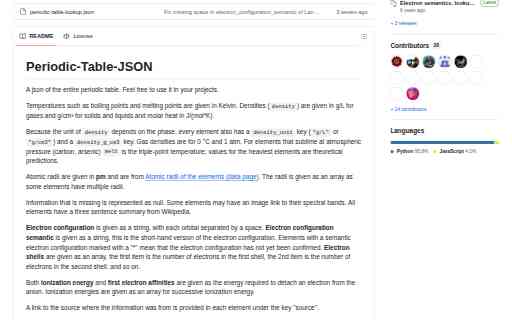 periodic-table-lookup.json
Fix missing space in electron_configuration_semantic of Lan...
3 weeks ago
README
License
Periodic-Table-JSON
A json of the entire periodic table. Feel free to use it in your projects.
Temperatures such as boiling points and melting points are given in Kelvin. Densities (density) are given in g/L for
gases and g/cm³ for solids and liquids and molar heat in J/(mol*K).
Because the unit of density depends on the phase, every element also has a density_unit key ("g/L" or
"g/cm3") and a key. Gas densities are for 0 °C and 1 atm. For elements that sublime at atmospheric
pressure (carbon, arsenic) is the triple-point temperature; values for the heaviest elements are theoretical
predictions.
Atomic radii are given in pm and are from Atomic radii of the elements (data page). The radii is given as an array as
some elements have multiple radii.
Information that is missing is represented as null. Some elements may have an image link to their spectral bands. All
elements have a three sentence summary from Wikipedia.
Electron configuration is given as a string, with each orbital separated by a space. Electron configuration
semantic is given as a string, this is the short-hand version of the electron configuration. Elements with a semantic
electron configuration marked with a "*" mean that the electron configuration has not yet been confirmed. Electron
shells are given as an array, the first item is the number of electrons in the first shell, the 2nd item is the number of
electrons in the second shell, and so on.
Both ionization energy and first electron affinities are given as the energy required to detach an electron from the
anion. Ionization energies are given as an array for successive ionization energy.
A link to the source where the information was from is provided in each element under the key "source".
Electron semantics, looku...
Latest
Contributors
+ 14 contributors
Languages
Python
JavaScript